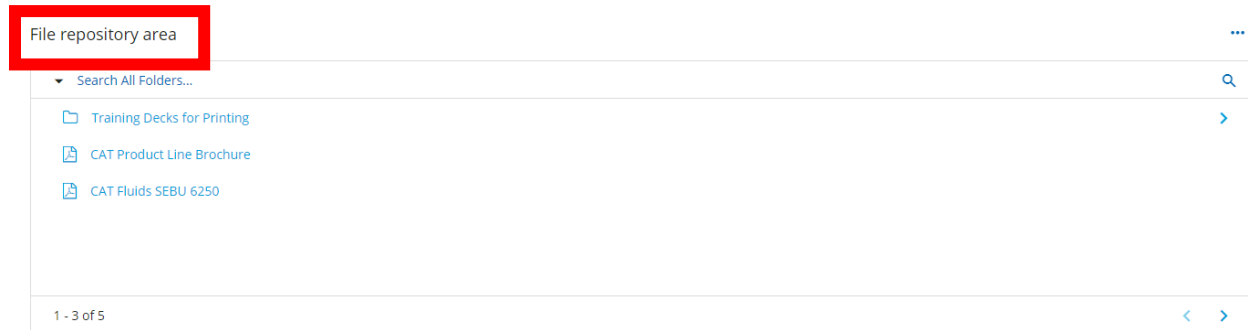 File repository area
Search All Folders...
Training Decks for Printing
CAT Product Line Brochure
CAT Fluids SEBU 6250
1 - 3 of 5